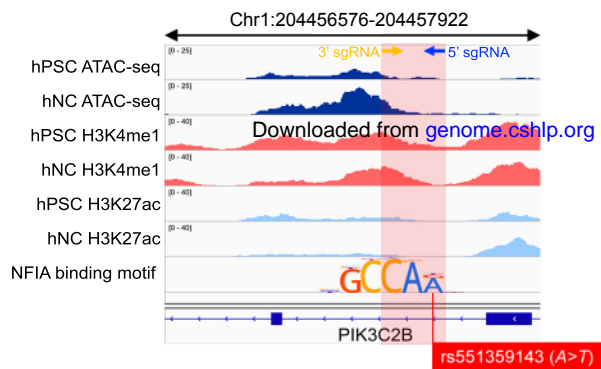 Chr1:204456576-204457922
3' sgRNA 5' sgRNA
hPSC ATAC-seq [0 - 25]
hNC ATAC-seq [0 - 25]
hPSC H3K4me1 [0 - 40]
Downloaded from genome.cshlp.org
hNC H3K4me1 [0 - 40]
hPSC H3K27ac [0 - 40]
hNC H3K27ac [0 - 40]
NFIA binding motif GCCAA
PIK3C2B
rs551359143 (A>T)